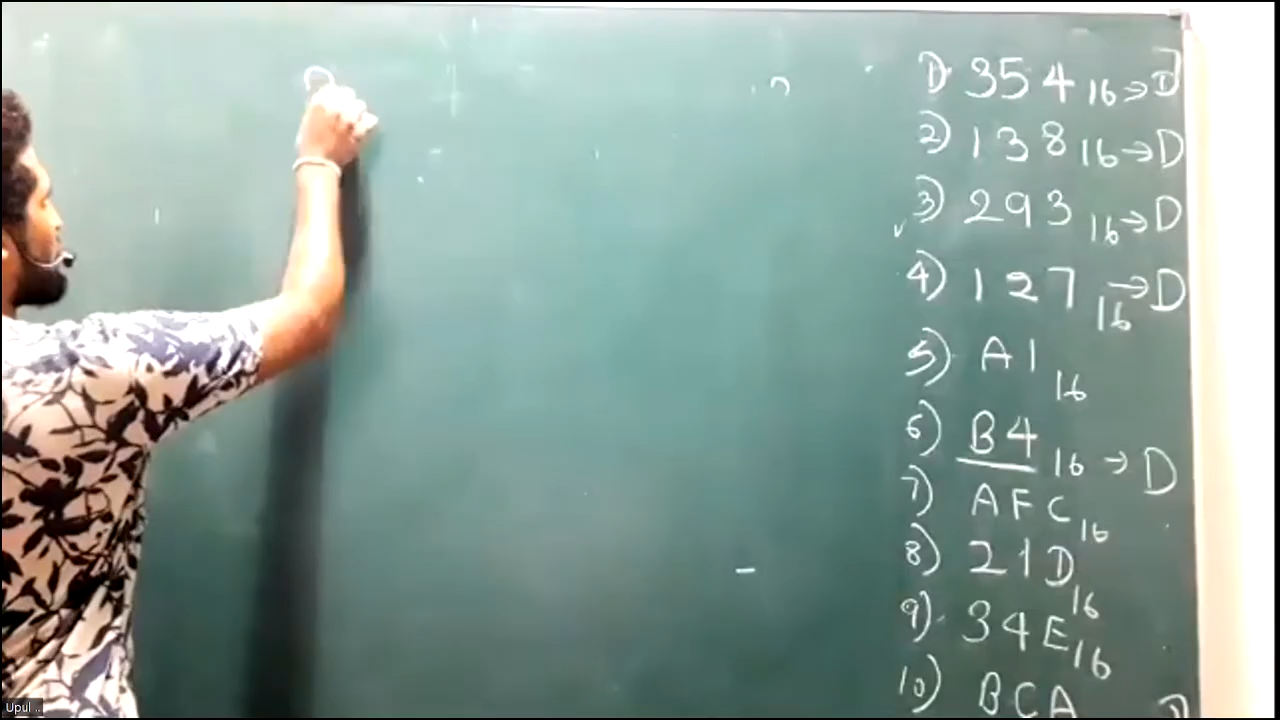 1) 354 16 → D
2) 138 16 → D
3) 293 16 → D
4) 127 16 → D
5) A1 16
6) B4 16 → D
7) AFC 16
8) 21D 16
9) 34E 16
10) BCA D
Upul ..